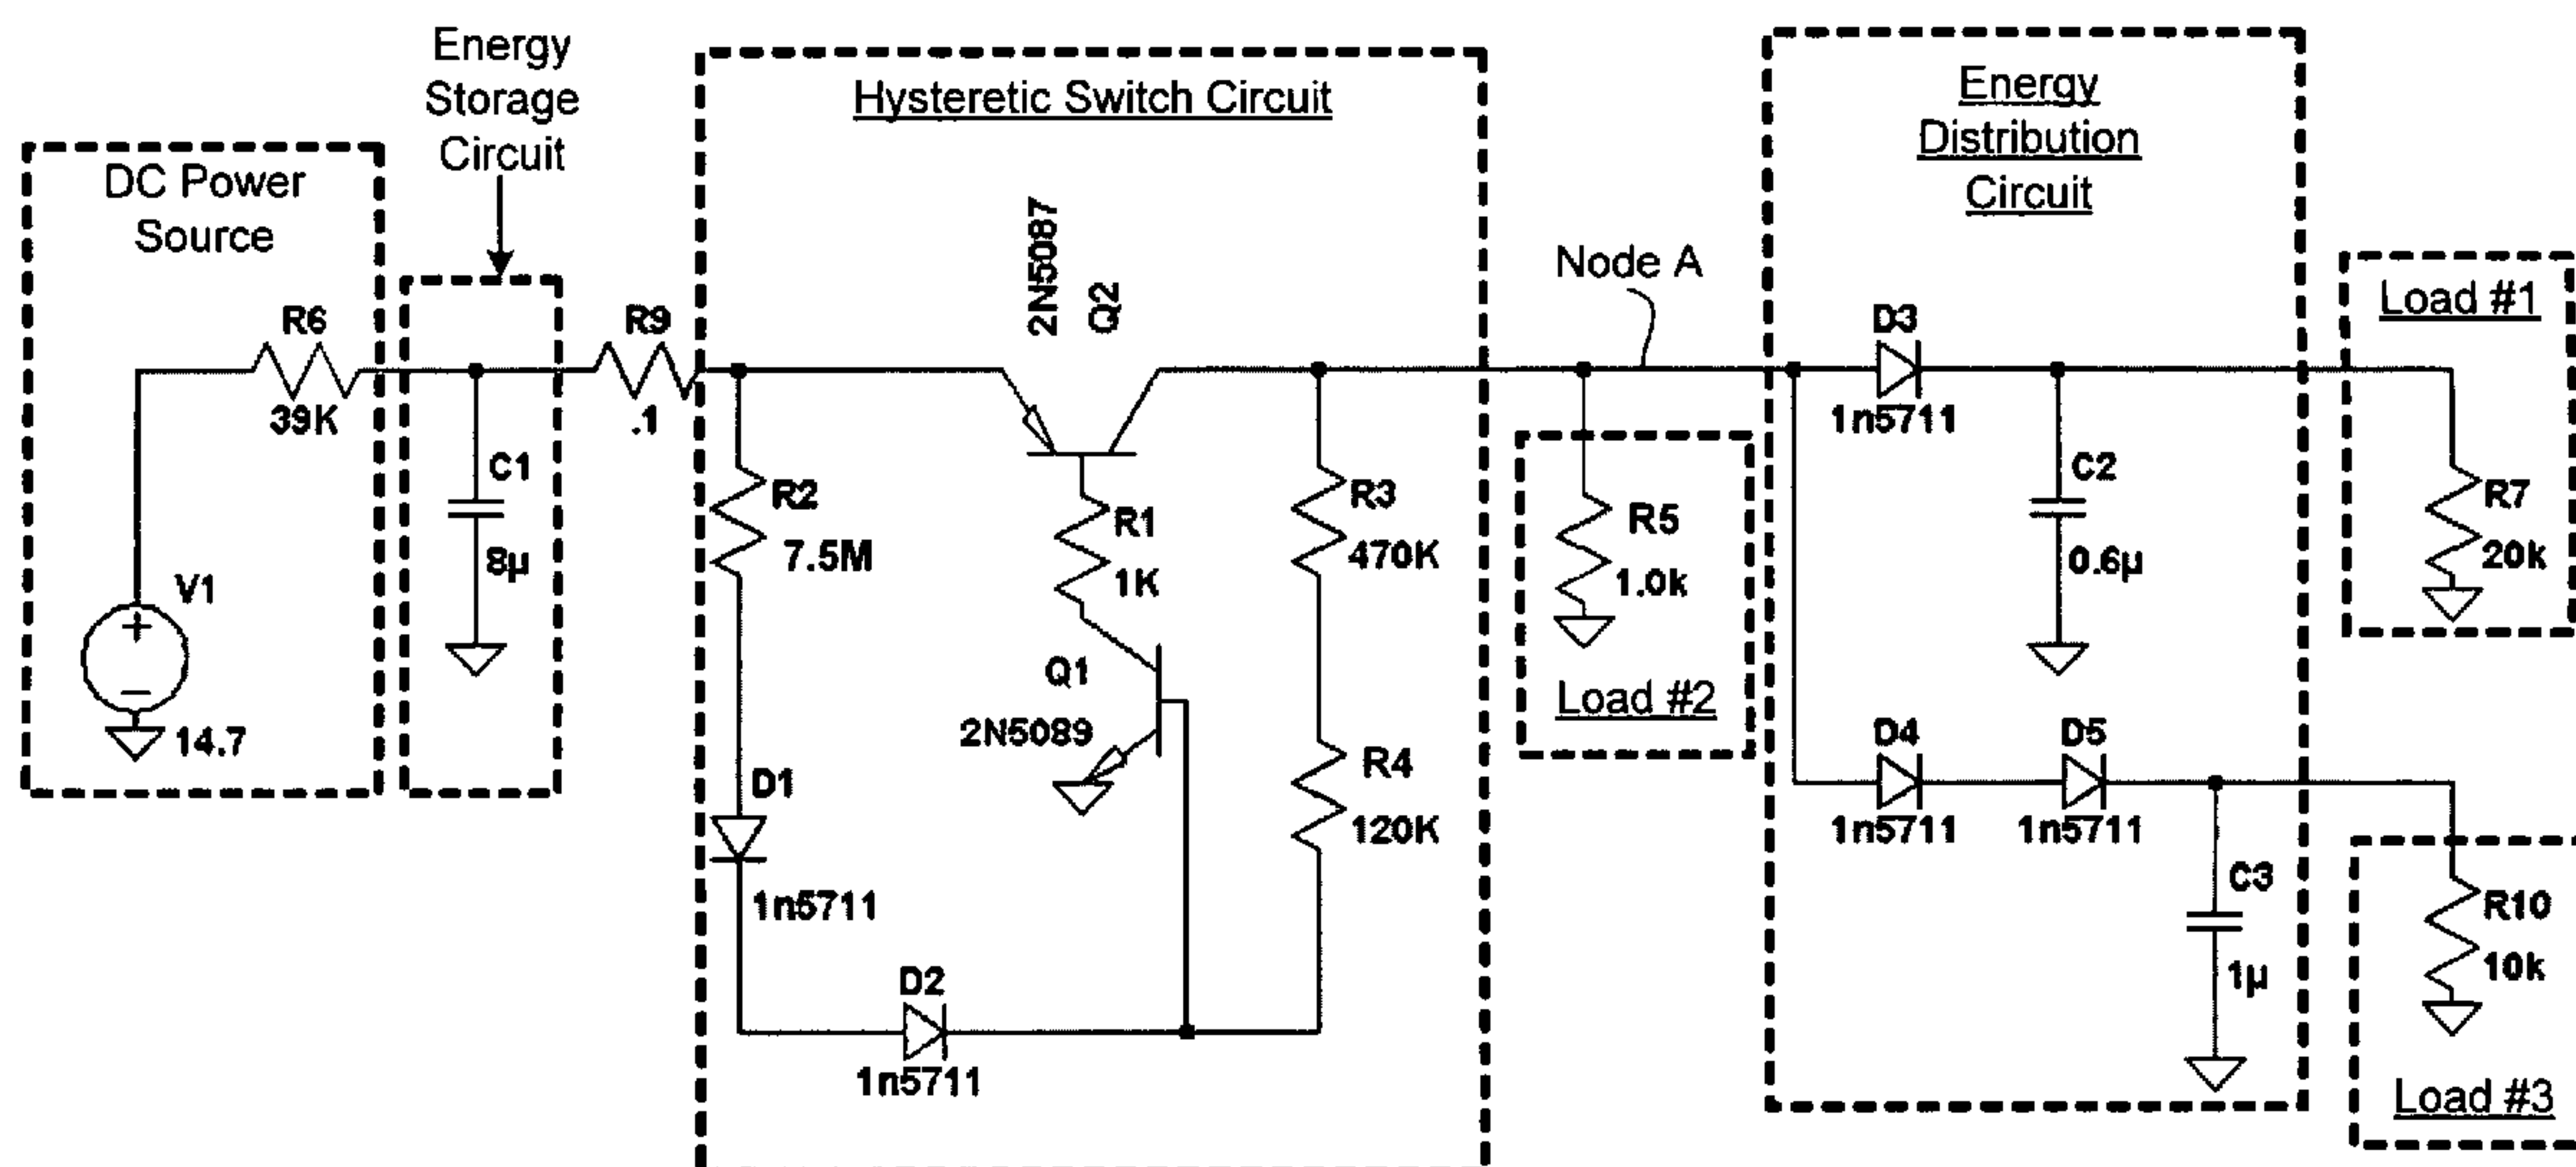 DC Power
Source
R6
39K
V1
14.7
Energy
Storage
Circuit
C1
8µ
R9
.1
Hysteretic Switch Circuit
2N5087
Q2
R2
7.5M
R1
1K
Q1
2N5089
D1
1n5711
D2
1n5711
R3
470K
R4
120K
Node A
R5
1.0k
Load #2
Energy
Distribution
Circuit
D3
1n5711
C2
0.6µ
D4
1n5711
D5
1n5711
C3
1µ
Load #1
R7
20k
R10
10k
Load #3